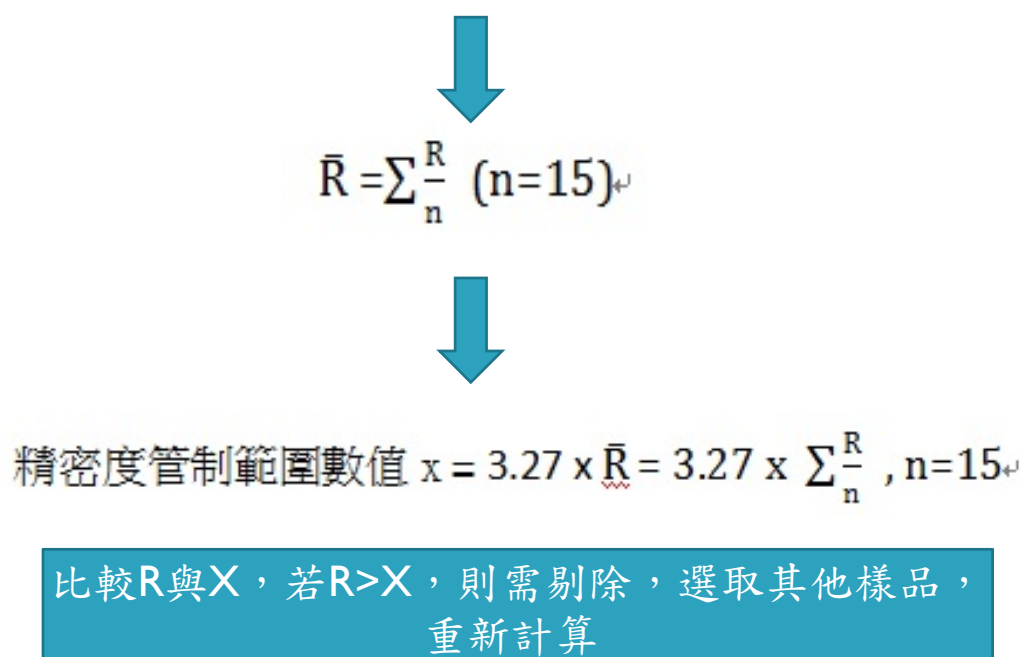 R̄ =∑ R/n (n=15)↵
精密度管制範圍數值 x = 3.27 x R̄ = 3.27 x ∑ R/n , n=15↵
比較R與X，若R>X，則需剔除，選取其他樣品，
重新計算